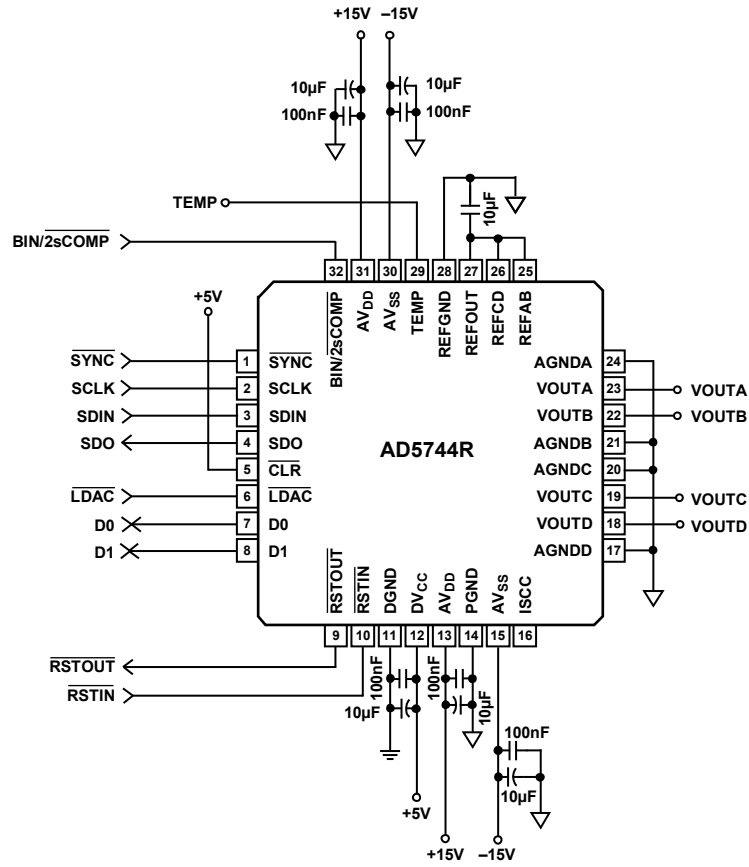 +15V –15V
10µF 10µF
100nF 100nF
TEMP
10µF
BIN/2sCOMP
32 31 30 29 28 27 26 25
+5V
BIN/2sCOMP AVDD AVSS TEMP REFGND REFOUT REFCD REFAB
SYNC 1 SYNC
SCLK 2 SCLK
SDIN 3 SDIN
SDO 4 SDO
5 CLR
LDAC 6 LDAC
D0 7 D0
D1 8 D1
AD5744R
AGNDA 24
VOUTA 23 VOUTA
VOUTB 22 VOUTB
AGNDB 21
AGNDC 20
VOUTC 19 VOUTC
VOUTD 18 VOUTD
AGNDD 17
RSTOUT RSTIN DGND DVCC AVDD PGND AVSS ISCC
9 10 11 12 13 14 15 16
RSTOUT
RSTIN
100nF 100nF
10µF 10µF
100nF
10µF
+5V
+15V –15V